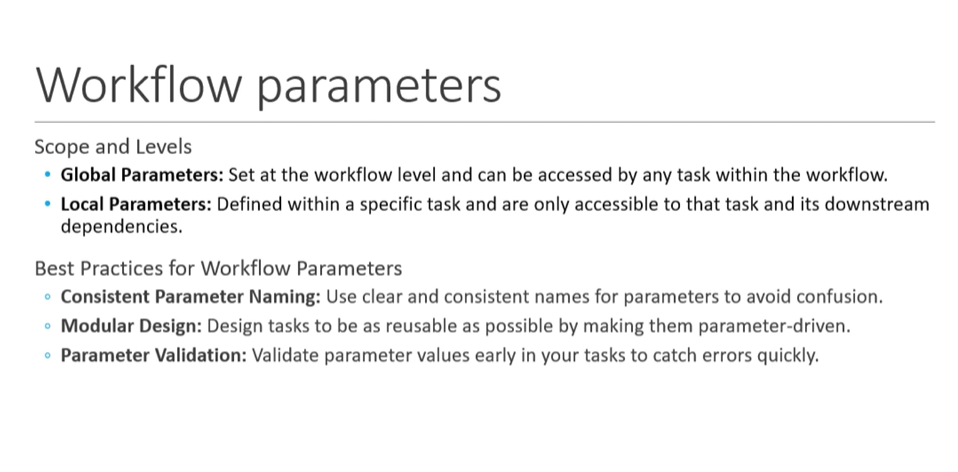 Workflow parameters
Scope and Levels
• Global Parameters: Set at the workflow level and can be accessed by any task within the workflow.
• Local Parameters: Defined within a specific task and are only accessible to that task and its downstream
dependencies.
Best Practices for Workflow Parameters
◦ Consistent Parameter Naming: Use clear and consistent names for parameters to avoid confusion.
◦ Modular Design: Design tasks to be as reusable as possible by making them parameter-driven.
◦ Parameter Validation: Validate parameter values early in your tasks to catch errors quickly.